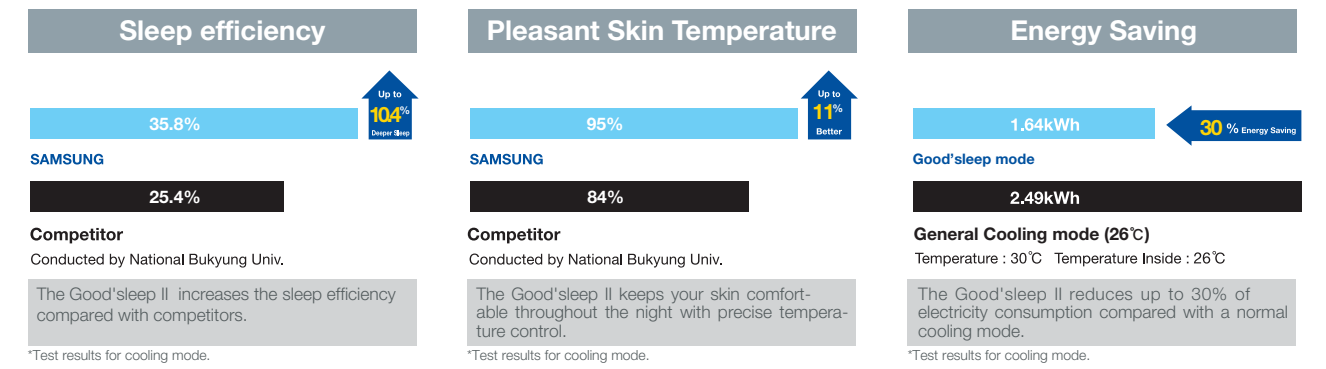 Sleep efficiency
Up to
10.4%
Deeper Sleep
35.8%
SAMSUNG
25.4%
Competitor
Conducted by National Bukyung Univ.
The Good'sleep II increases the sleep efficiency
compared with competitors.
*Test results for cooling mode.
Pleasant Skin Temperature
Up to
11%
Better
95%
SAMSUNG
84%
Competitor
Conducted by National Bukyung Univ.
The Good'sleep II keeps your skin comfort-
able throughout the night with precise tempera-
ture control.
*Test results for cooling mode.
Energy Saving
1.64kWh
30 % Energy Saving
Good'sleep mode
2.49kWh
General Cooling mode (26℃)
Temperature : 30℃ Temperature Inside : 26℃
The Good'sleep II reduces up to 30% of
electricity consumption compared with a normal
cooling mode.
*Test results for cooling mode.